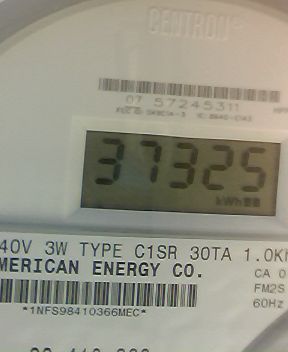 CENTRON
07 57245311
37325
kWh
40V 3W TYPE C1SR 30TA 1.0Kh
MERICAN ENERGY CO.
CA 0
FM2S
*1NFS98410366MEC*
60Hz